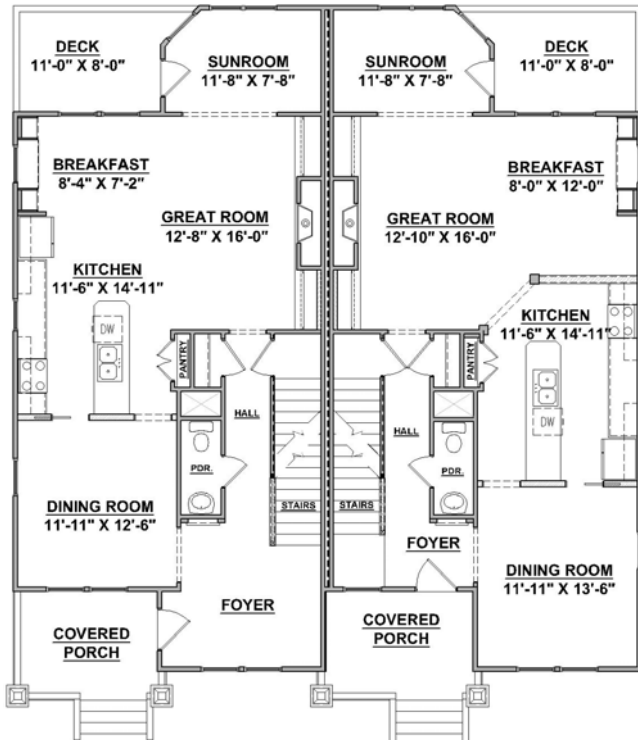 DECK
11'-0" X 8'-0"
SUNROOM
11'-8" X 7'-8"
SUNROOM
11'-8" X 7'-8"
DECK
11'-0" X 8'-0"
BREAKFAST
8'-4" X 7'-2"
BREAKFAST
8'-0" X 12'-0"
GREAT ROOM
12'-8" X 16'-0"
GREAT ROOM
12'-10" X 16'-0"
KITCHEN
11'-6" X 14'-11"
KITCHEN
11'-6" X 14'-11"
DW
PANTRY
PANTRY
HALL
HALL
DW
PDR.
PDR.
STAIRS
STAIRS
DINING ROOM
11'-11" X 12'-6"
FOYER
DINING ROOM
11'-11" X 13'-6"
FOYER
COVERED
PORCH
COVERED
PORCH